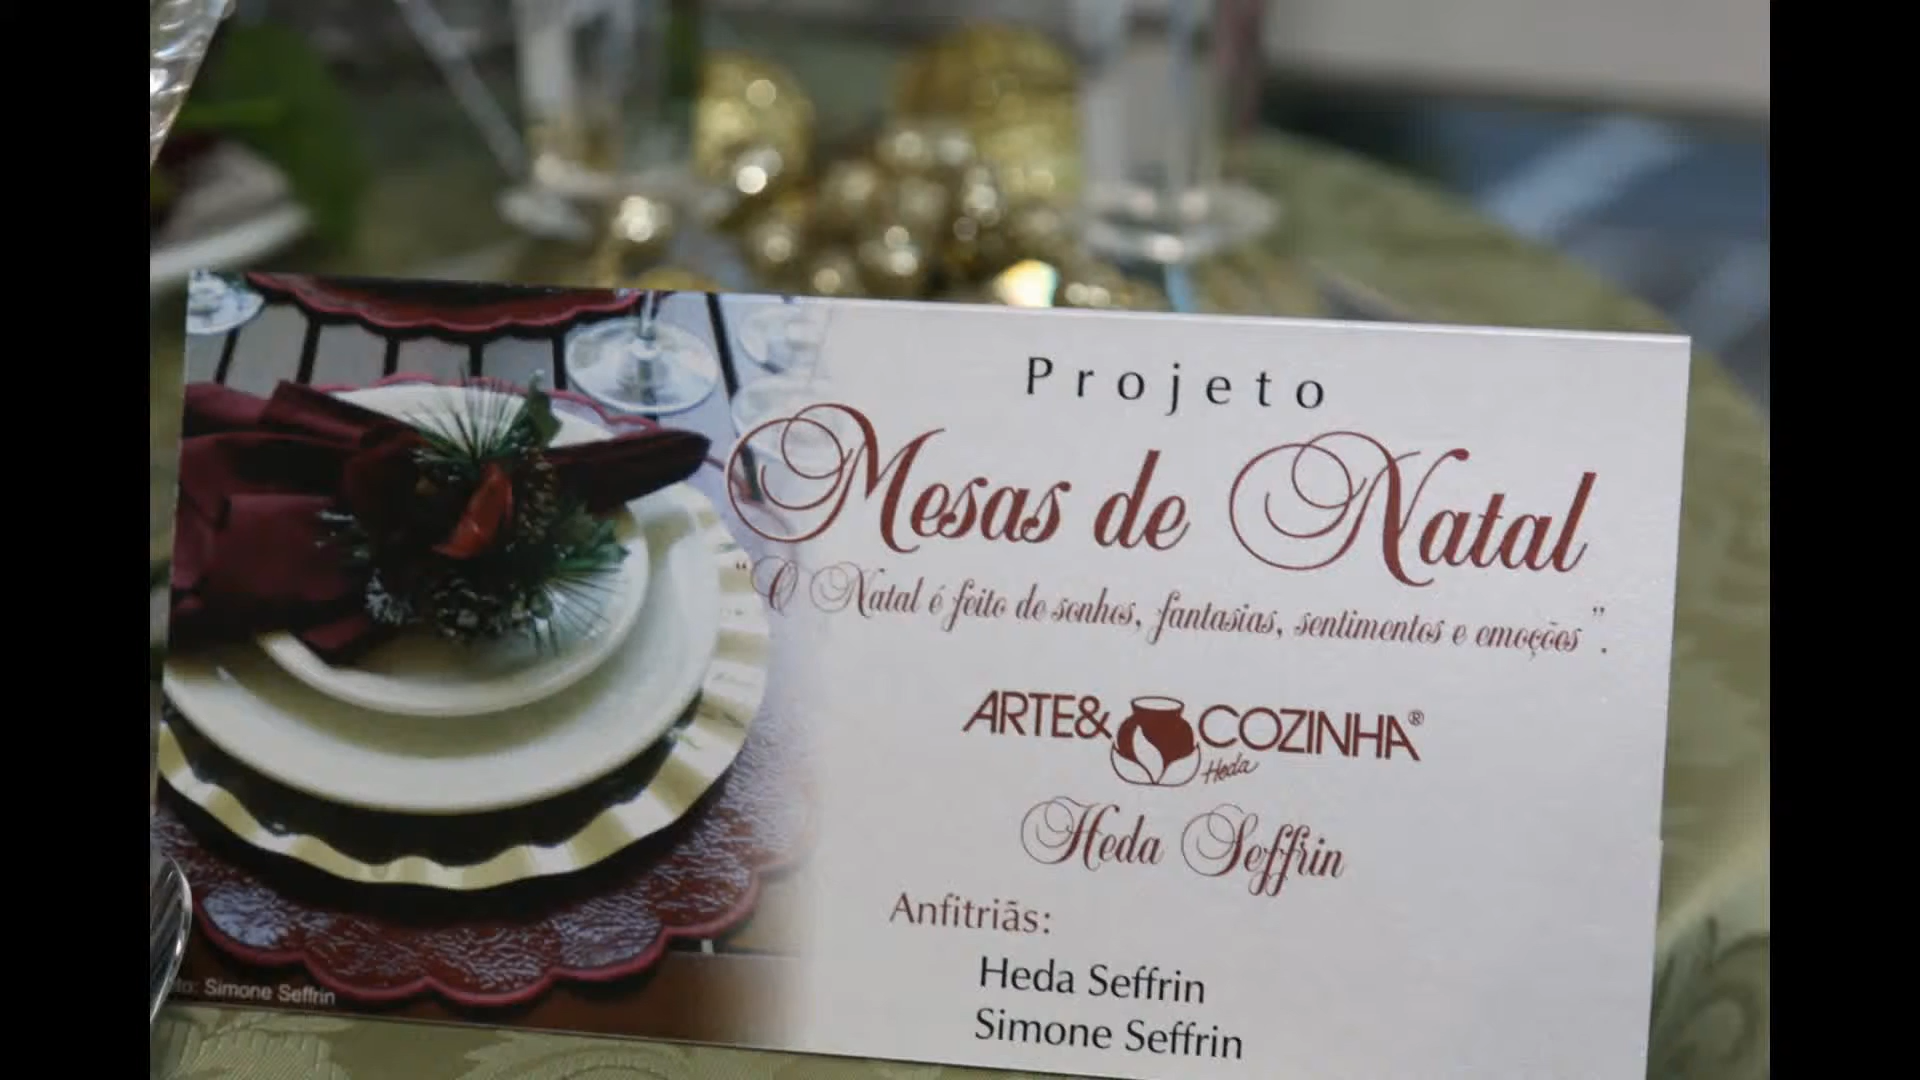 Projeto
Mesas de Natal
"O Natal é feito de sonhos, fantasias, sentimentos e emoções".
ARTE& COZINHA®
Heda
Heda Seffrin
Anfitriãs:
Heda Seffrin
Simone Seffrin
Simone Seffrin